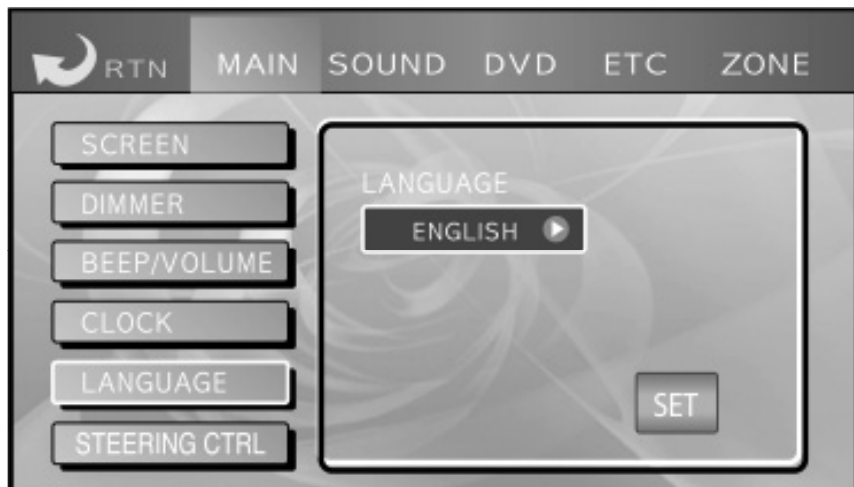 RTN MAIN SOUND DVD ETC ZONE
SCREEN
DIMMER
BEEP/VOLUME
CLOCK
LANGUAGE
STEERING CTRL
LANGUAGE
ENGLISH
SET